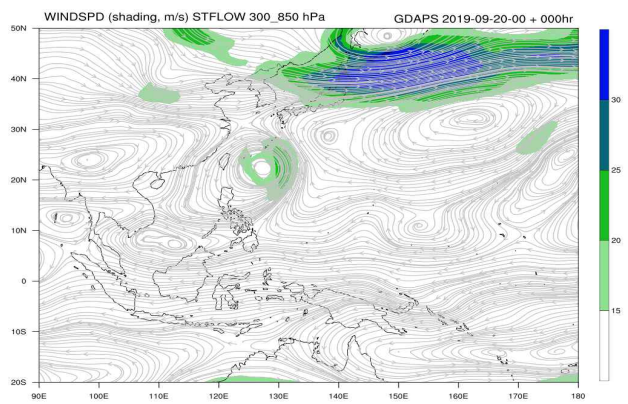 WINDSPD (shading, m/s) STFLOW 300_850 hPa GDAPS 2019-09-20-00 + 000hr
50N
40N
30N
20N
10N
0
10S
20S
90E 100E 110E 120E 130E 140E 150E 160E 170E 180
30
25
20
15